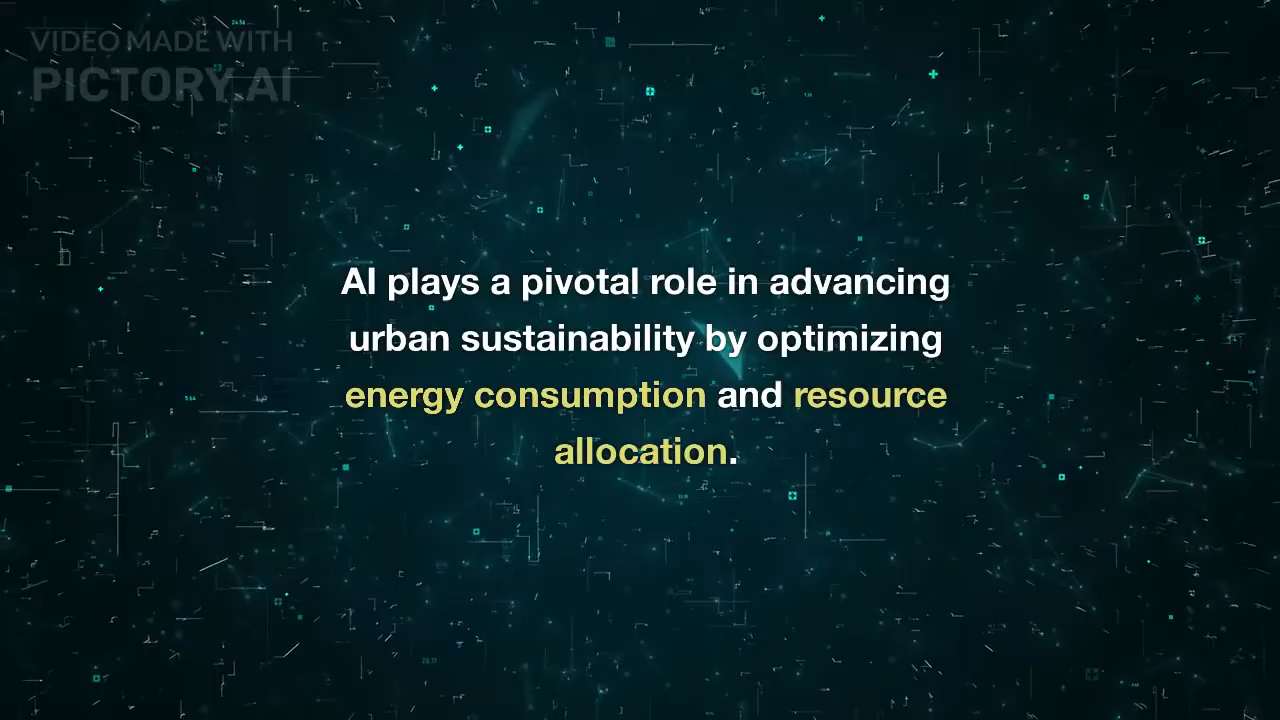 VIDEO MADE WITH
PICTORY.AI
AI plays a pivotal role in advancing
urban sustainability by optimizing
energy consumption and resource
allocation.